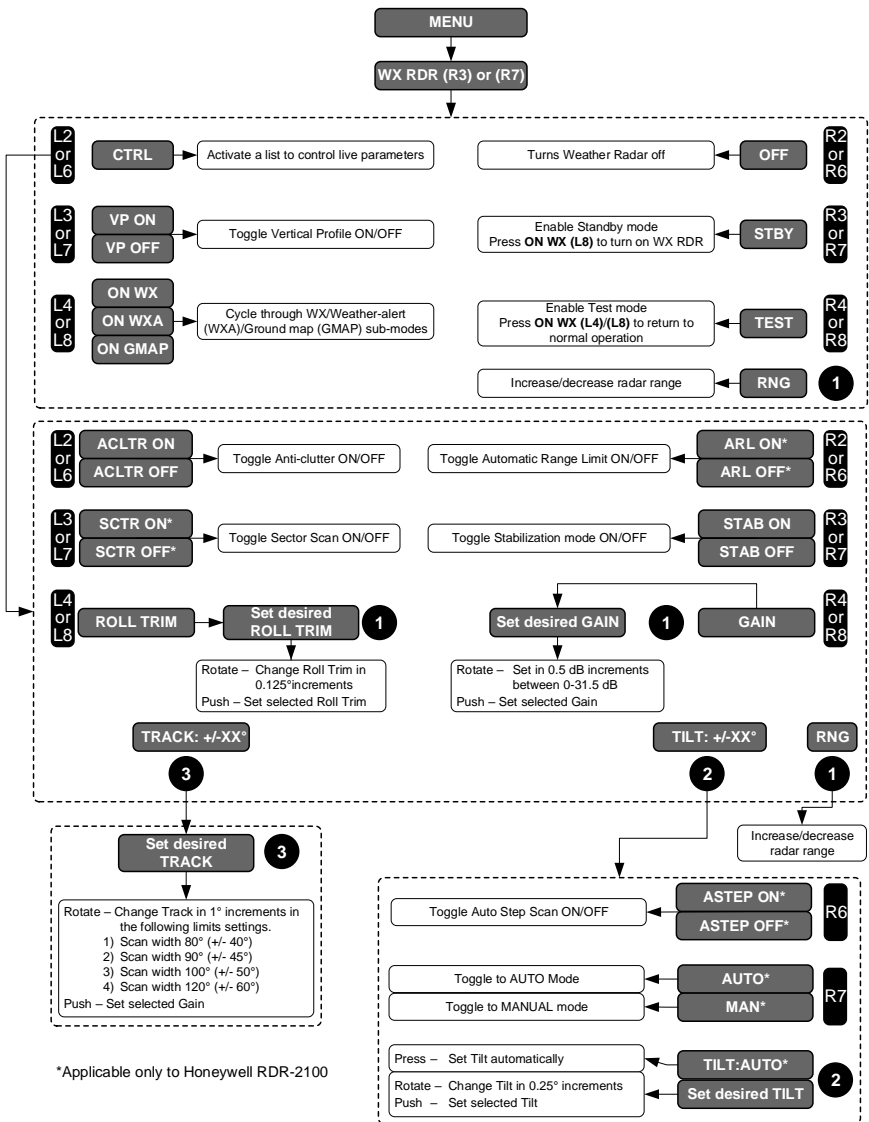 MENU
WX RDR (R3) or (R7)
L2
or
L6
CTRL
Activate a list to control live parameters
Turns Weather Radar off
OFF
R2
or
R6
L3
or
L7
VP ON
VP OFF
Toggle Vertical Profile ON/OFF
Enable Standby mode
Press ON WX (L8) to turn on WX RDR
STBY
R3
or
R7
L4
or
L8
ON WX
ON WXA
ON GMAP
Cycle through WX/Weather-alert
(WXA)/Ground map (GMAP) sub-modes
Enable Test mode
Press ON WX (L4)/(L8) to return to
normal operation
TEST
R4
or
R8
Increase/decrease radar range
RNG
1
L2
or
L6
ACLTR ON
ACLTR OFF
Toggle Anti-clutter ON/OFF
Toggle Automatic Range Limit ON/OFF
ARL ON*
ARL OFF*
R2
or
R6
L3
or
L7
SCTR ON*
SCTR OFF*
Toggle Sector Scan ON/OFF
Toggle Stabilization mode ON/OFF
STAB ON
STAB OFF
R3
or
R7
L4
or
L8
ROLL TRIM
Set desired
ROLL TRIM
1
Set desired GAIN
1
GAIN
R4
or
R8
Rotate – Change Roll Trim in
0.125°increments
Push – Set selected Roll Trim
Rotate – Set in 0.5 dB increments
between 0-31.5 dB
Push – Set selected Gain
TRACK: +/-XX°
3
TILT: +/-XX°
2
RNG
1
Set desired
TRACK
3
Increase/decrease
radar range
Rotate – Change Track in 1° increments in
the following limits settings.
1) Scan width 80° (+/- 40°)
2) Scan width 90° (+/- 45°)
3) Scan width 100° (+/- 50°)
4) Scan width 120° (+/- 60°)
Push – Set selected Gain
Toggle Auto Step Scan ON/OFF
ASTEP ON*
ASTEP OFF*
R6
Toggle to AUTO Mode
AUTO*
Toggle to MANUAL mode
MAN*
R7
Press – Set Tilt automatically
TILT:AUTO*
Rotate – Change Tilt in 0.25° increments
Push – Set selected Tilt
Set desired TILT
2
*Applicable only to Honeywell RDR-2100